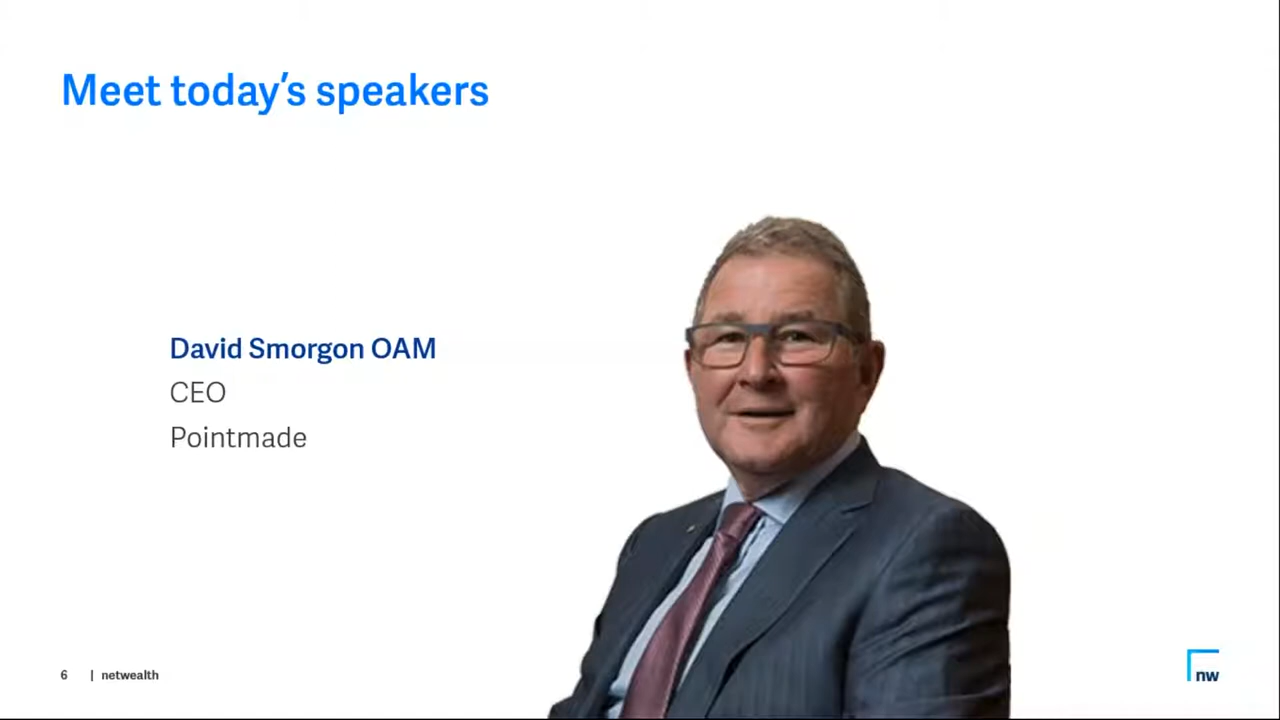 Meet today’s speakers
David Smorgon OAM
CEO
Pointmade
6 | netwealth
nw